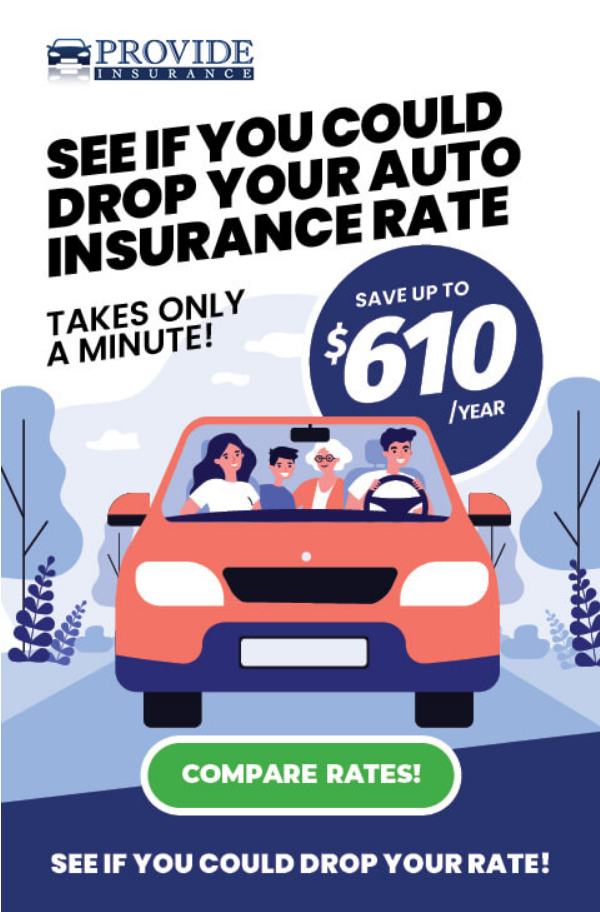 PROVIDE
INSURANCE
SEE IF YOU COULD
DROP YOUR AUTO
INSURANCE RATE
TAKES ONLY
A MINUTE!
SAVE UP TO
$610
/YEAR
COMPARE RATES!
SEE IF YOU COULD DROP YOUR RATE!